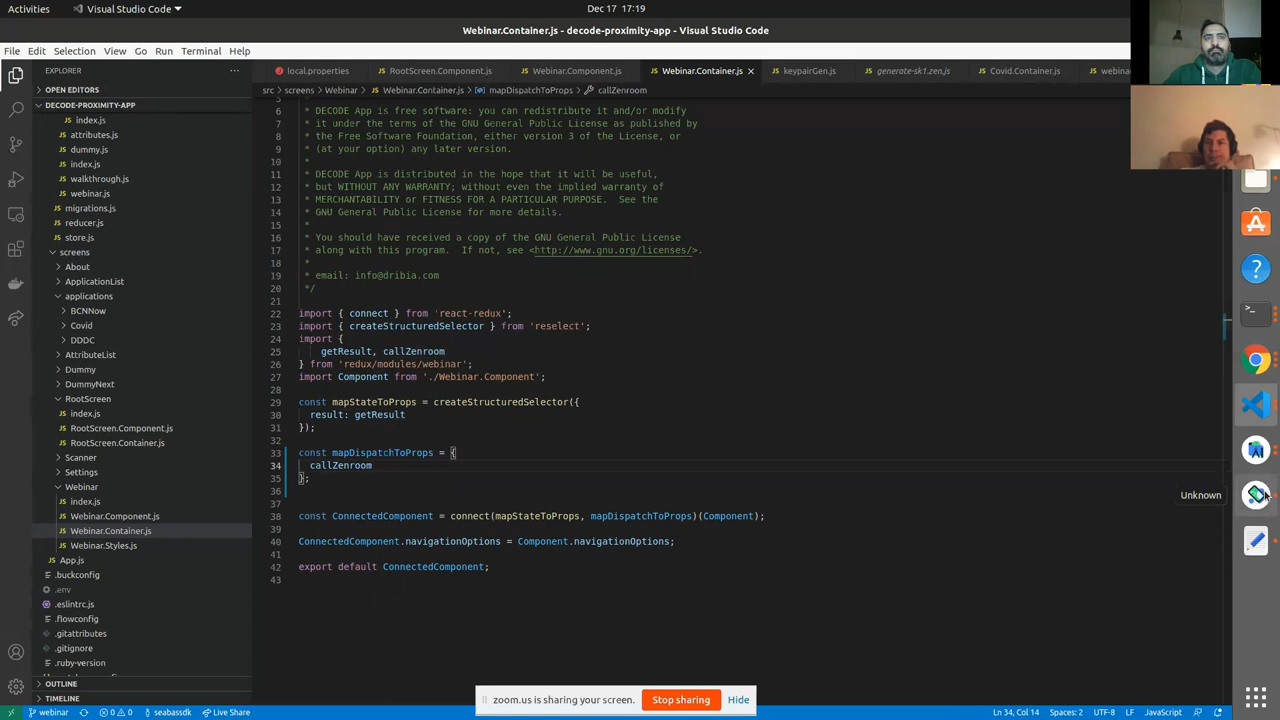 Activities
Visual Studio Code
Dec 17 17:19
Webinar.Container.js - decode-proximity-app - Visual Studio Code
File Edit Selection View Go Run Terminal Help
EXPLORER
local.properties
RootScreen.Component.js
Webinar.Component.js
Webinar.Container.js
keypairGen.js
generate-sk1.zen.js
Covid.Container.js
OPEN EDITORS
src > screens > Webinar > Webinar.Container.js > mapDispatchToProps > callZenroom
DECODE-PROXIMITY-APP
index.js
attributes.js
dummy.js
index.js
walkthrough.js
webinar.js
migrations.js
reducer.js
store.js
screens
About
ApplicationList
applications
BCNNow
Covid
DDDC
AttributeList
Dummy
DummyNext
RootScreen
index.js
RootScreen.Component.js
RootScreen.Container.js
Scanner
Settings
Webinar
index.js
Webinar.Component.js
Webinar.Container.js
Webinar.Styles.js
App.js
.buckconfig
.env
.eslintrc.js
.flowconfig
.gitattributes
.gitignore
.ruby-version
OUTLINE
TIMELINE
6 * DECODE App is free software: you can redistribute it and/or modify
7 * it under the terms of the GNU General Public License as published by
8 * the Free Software Foundation, either version 3 of the License, or
9 * (at your option) any later version.
10 *
11 * DECODE App is distributed in the hope that it will be useful,
12 * but WITHOUT ANY WARRANTY; without even the implied warranty of
13 * MERCHANTABILITY or FITNESS FOR A PARTICULAR PURPOSE.  See the
14 * GNU General Public License for more details.
15 *
16 * You should have received a copy of the GNU General Public License
17 * along with this program.  If not, see <http://www.gnu.org/licenses/>.
18 *
19 * email: info@dribia.com
20 */
21
22 import { connect } from 'react-redux';
23 import { createStructuredSelector } from 'reselect';
24 import {
25 getResult, callZenroom
26 } from 'redux/modules/webinar';
27 import Component from './Webinar.Component';
28
29 const mapStateToProps = createStructuredSelector({
30 result: getResult
31 });
32
33 const mapDispatchToProps = {
34 callZenroom
35 };
36
37
38 const ConnectedComponent = connect(mapStateToProps, mapDispatchToProps)(Component);
39
40 ConnectedComponent.navigationOptions = Component.navigationOptions;
41
42 export default ConnectedComponent;
43
Unknown
zoom.us is sharing your screen. Stop sharing Hide
webinar 0 0 seabassdk Live Share
Ln 34, Col 14 Spaces: 2 UTF-8 LF JavaScript